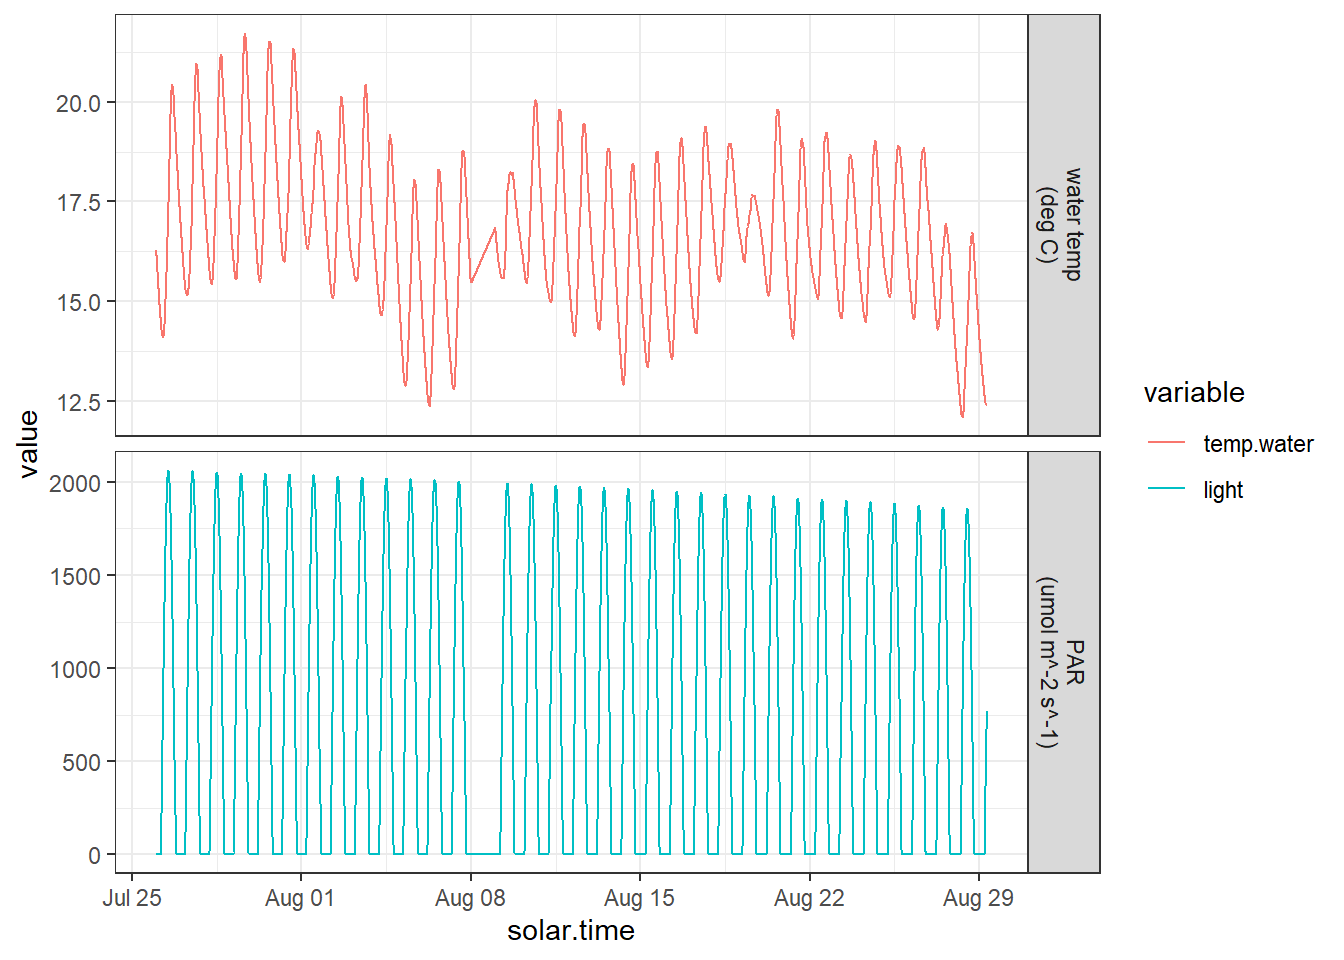 20.0
17.5
15.0
12.5
water temp
(deg C)
value
2000
1500
1000
500
0
PAR
(umol m^-2 s^-1)
Jul 25
Aug 01
Aug 08
Aug 15
Aug 22
Aug 29
solar.time
variable
temp.water
light